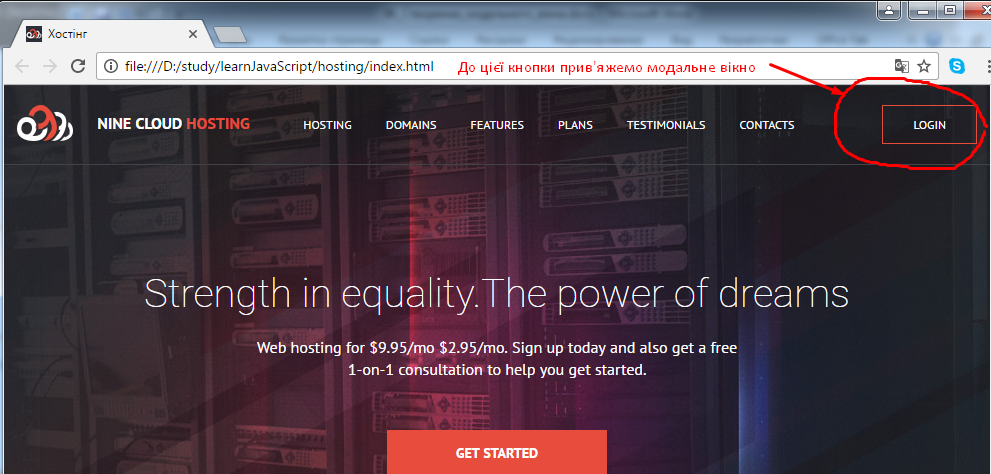 Хостінг
file:///D:/study/learnJavaScript/hosting/index.html
До цієї кнопки прив'яжемо модальне вікно
NINE CLOUD HOSTING
HOSTING
DOMAINS
FEATURES
PLANS
TESTIMONIALS
CONTACTS
LOGIN
Strength in equality.The power of dreams
Web hosting for $9.95/mo $2.95/mo. Sign up today and also get a free
1-on-1 consultation to help you get started.
GET STARTED